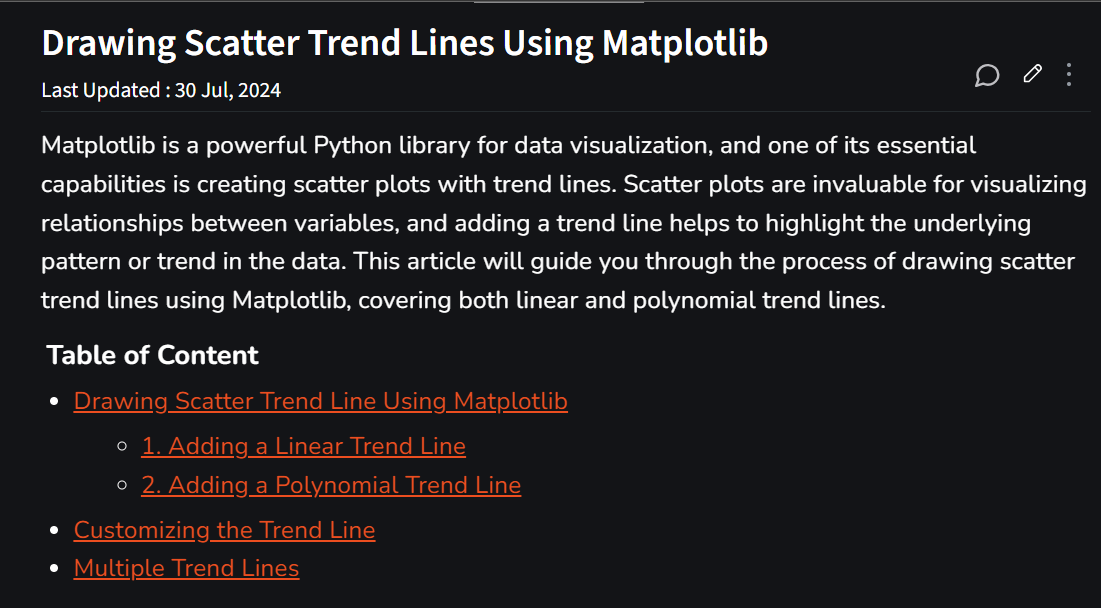 Drawing Scatter Trend Lines Using Matplotlib
Last Updated : 30 Jul, 2024
Matplotlib is a powerful Python library for data visualization, and one of its essential
capabilities is creating scatter plots with trend lines. Scatter plots are invaluable for visualizing
relationships between variables, and adding a trend line helps to highlight the underlying
pattern or trend in the data. This article will guide you through the process of drawing scatter
trend lines using Matplotlib, covering both linear and polynomial trend lines.
Table of Content
Drawing Scatter Trend Line Using Matplotlib
1. Adding a Linear Trend Line
2. Adding a Polynomial Trend Line
Customizing the Trend Line
Multiple Trend Lines